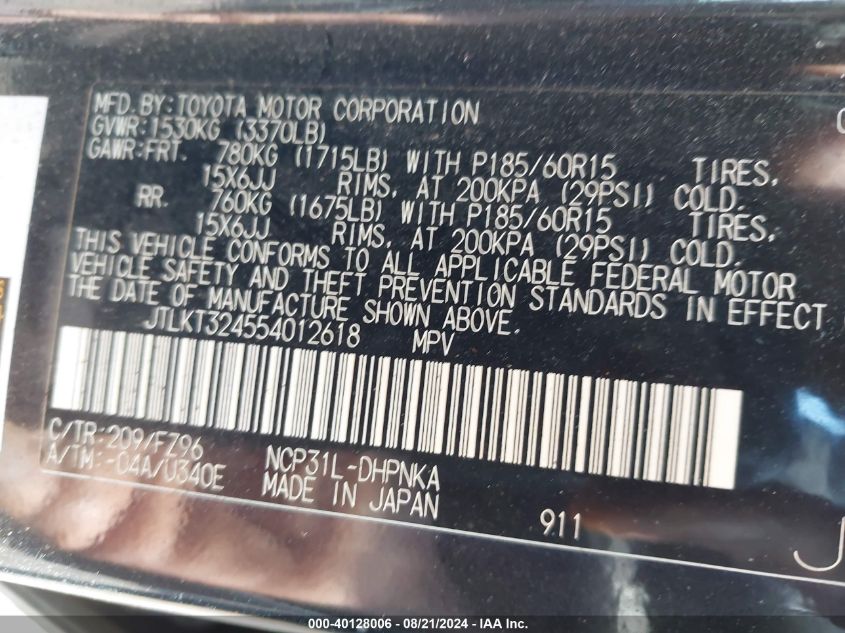 MFD. BY: TOYOTA MOTOR CORPORATION
GVWR: 1530KG (3370LB)
GAWR: FRT. 780KG (1715LB) WITH P185/60R15 TIRES,
15X6JJ RIMS, AT 200KPA (29PSI) COLD.
RR. 760KG (1675LB) WITH P185/60R15 TIRES,
15X6JJ RIMS, AT 200KPA (29PSI) COLD.
THIS VEHICLE CONFORMS TO ALL APPLICABLE FEDERAL MOTOR
VEHICLE SAFETY AND THEFT PREVENTION STANDARDS IN EFFECT
THE DATE OF MANUFACTURE SHOWN ABOVE.
JTLKT324554012618 MPV
C/TR: 209/FZ96
A/TM: -04A/U340E
NCP31L-DHPNKA
MADE IN JAPAN
911
000-40128006 - 08/21/2024 - IAA Inc.